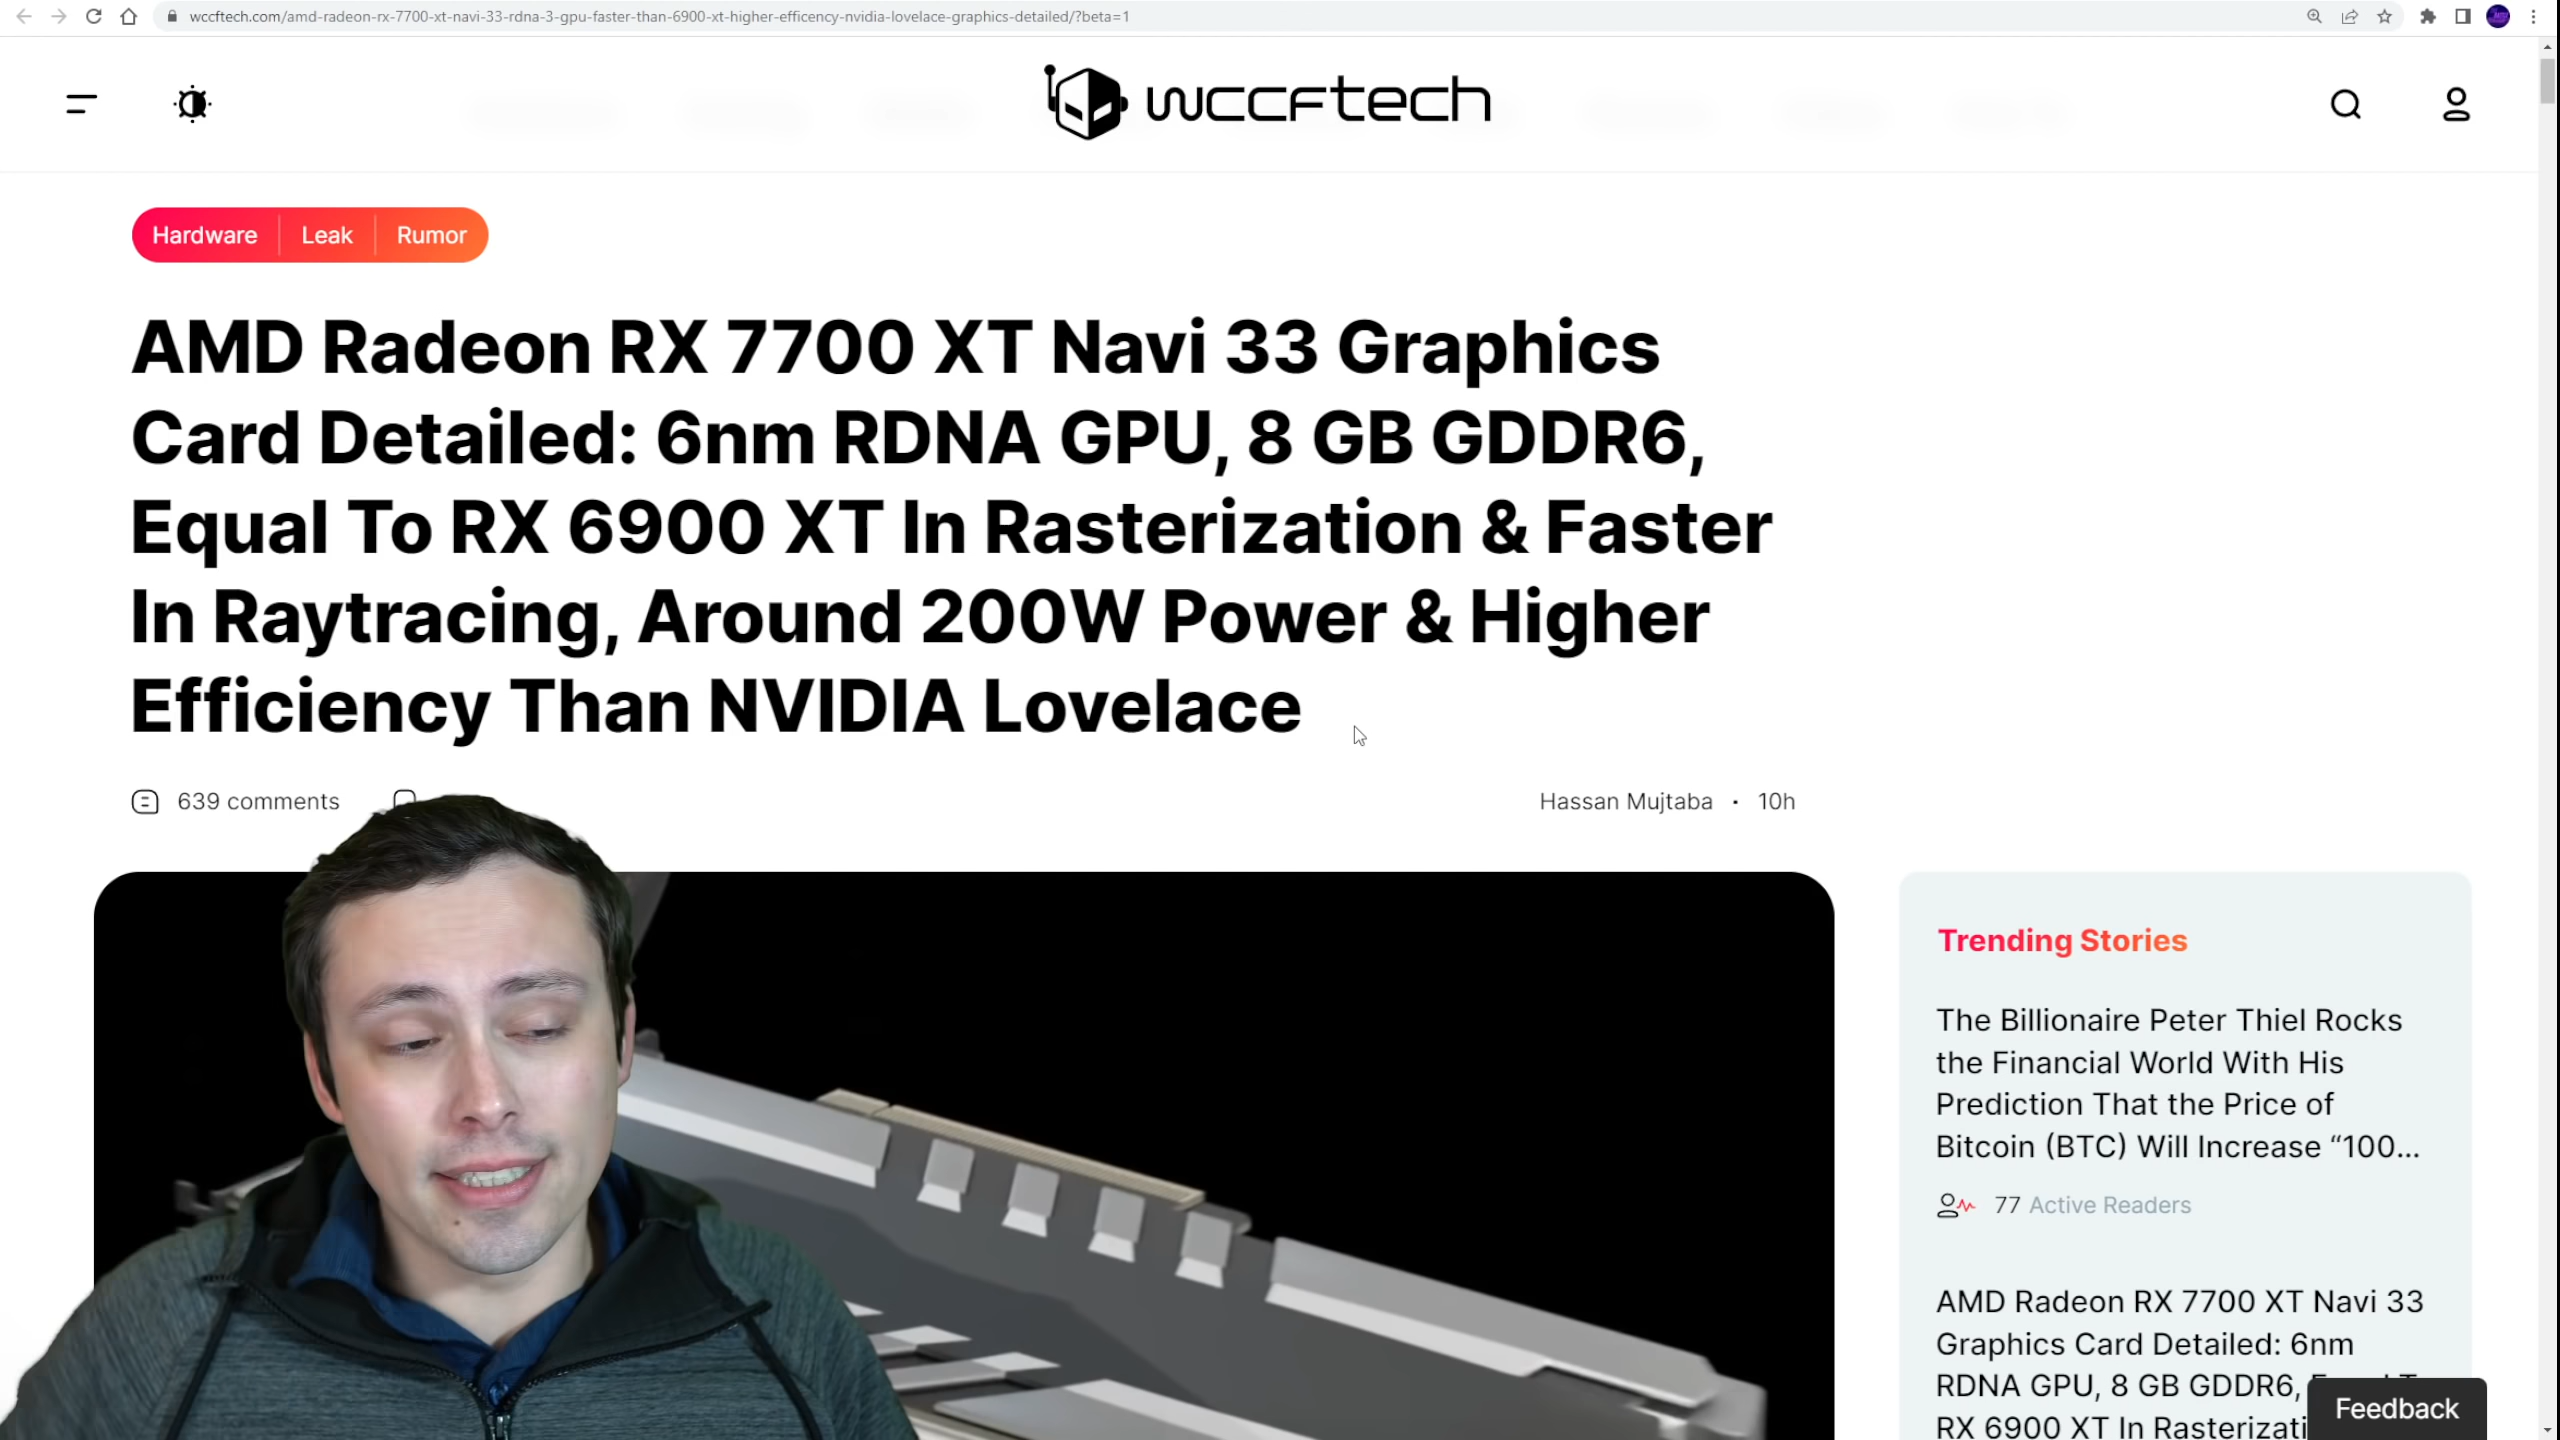 wccftech.com/amd-radeon-rx-7700-xt-navi-33-rdna-3-gpu-faster-than-6900-xt-higher-efficency-nvidia-lovelace-graphics-detailed/?beta=1
wccftech
Hardware Leak Rumor
AMD Radeon RX 7700 XT Navi 33 Graphics
Card Detailed: 6nm RDNA GPU, 8 GB GDDR6,
Equal To RX 6900 XT In Rasterization & Faster
In Raytracing, Around 200W Power & Higher
Efficiency Than NVIDIA Lovelace
639 comments
Hassan Mujtaba • 10h
Trending Stories
The Billionaire Peter Thiel Rocks
the Financial World With His
Prediction That the Price of
Bitcoin (BTC) Will Increase “100...
77 Active Readers
AMD Radeon RX 7700 XT Navi 33
Graphics Card Detailed: 6nm
RDNA GPU, 8 GB GDDR6,
RX 6900 XT In Rasterizati
Feedback